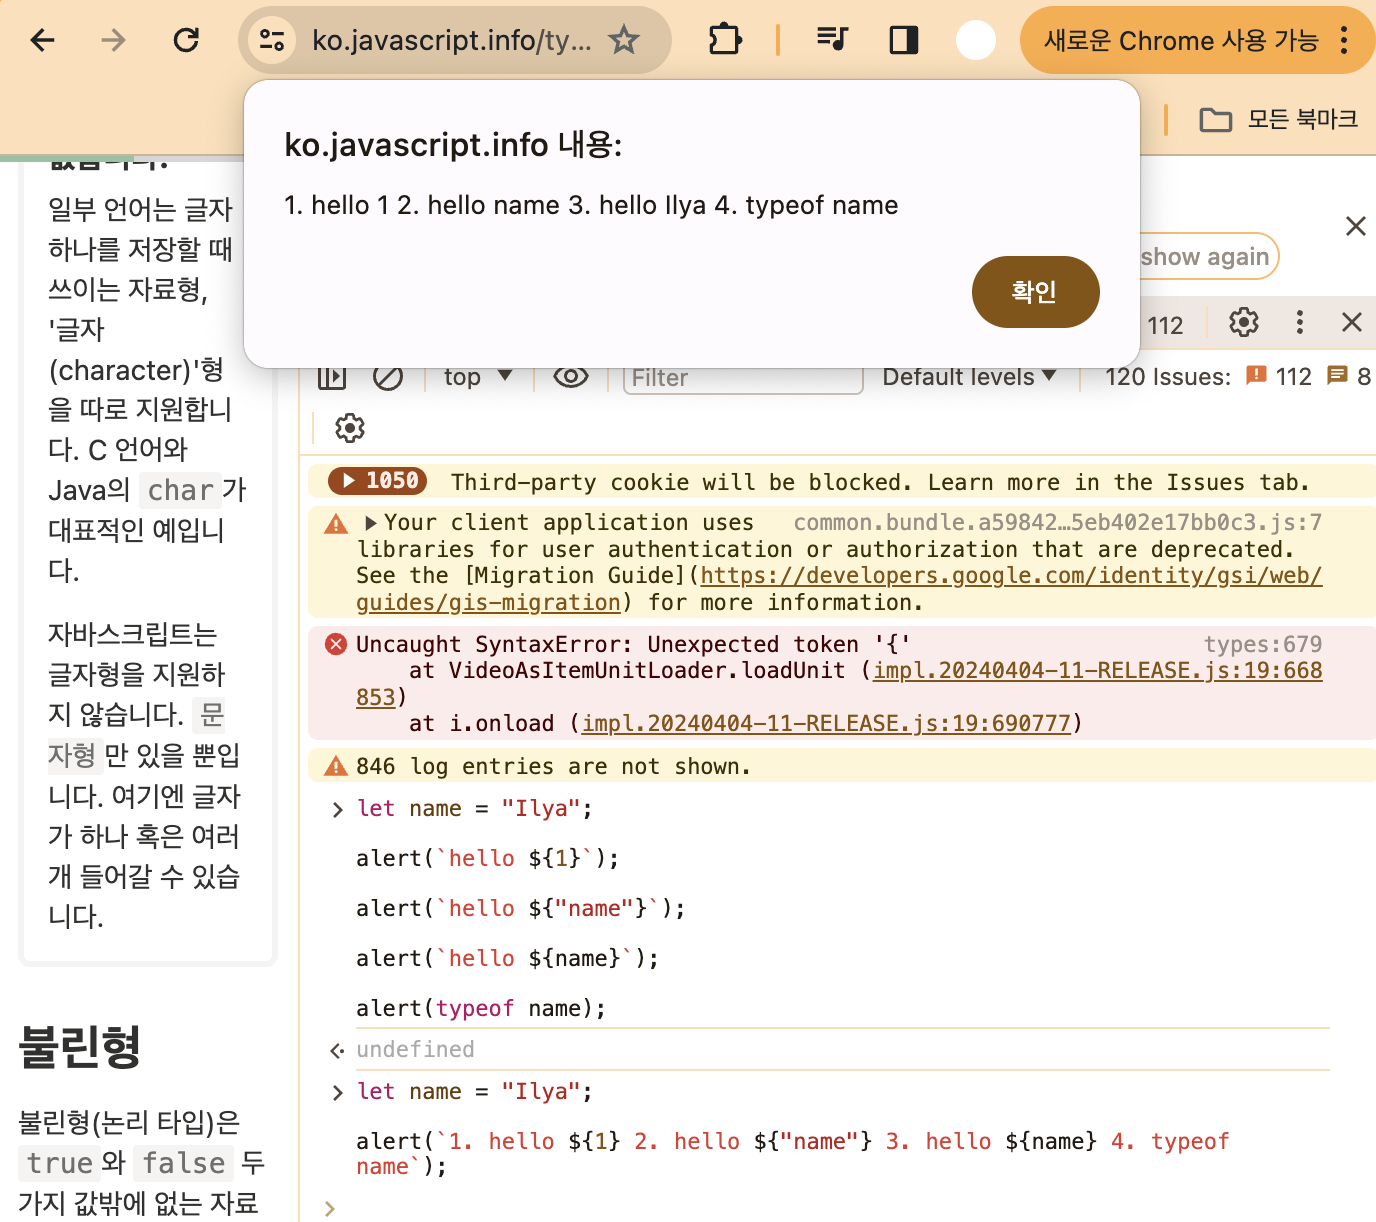 ko.javascript.info/ty...
새로운 Chrome 사용 가능
모든 북마크
ko.javascript.info 내용:
1. hello 1 2. hello name 3. hello Ilya 4. typeof name
확인
일부 언어는 글자
하나를 저장할 때
쓰이는 자료형,
'글자
(character)'형
을 따로 지원합니
다. C 언어와
Java의 char 가
대표적인 예입니
다.
자바스크립트는
글자형을 지원하
지 않습니다. 문
자형 만 있을 뿐입
니다. 여기엔 글자
가 하나 혹은 여러
개 들어갈 수 있습
니다.
불린형
불린형(논리 타입)은
true 와 false 두
가지 값밖에 없는 자료
show again
112
top
Filter
Default levels
120 Issues: 112 8
1050 Third-party cookie will be blocked. Learn more in the Issues tab.
Your client application uses common.bundle.a59842…5eb402e17bb0c3.js:7
libraries for user authentication or authorization that are deprecated.
See the [Migration Guide](https://developers.google.com/identity/gsi/web/
guides/gis-migration) for more information.
Uncaught SyntaxError: Unexpected token '{' types:679
at VideoAsItemUnitLoader.loadUnit (impl.20240404-11-RELEASE.js:19:668
853)
at i.onload (impl.20240404-11-RELEASE.js:19:690777)
846 log entries are not shown.
let name = "Ilya";
alert(`hello ${1}`);
alert(`hello ${"name"}`);
alert(`hello ${name}`);
alert(typeof name);
undefined
let name = "Ilya";
alert(`1. hello ${1} 2. hello ${"name"} 3. hello ${name} 4. typeof
name`);